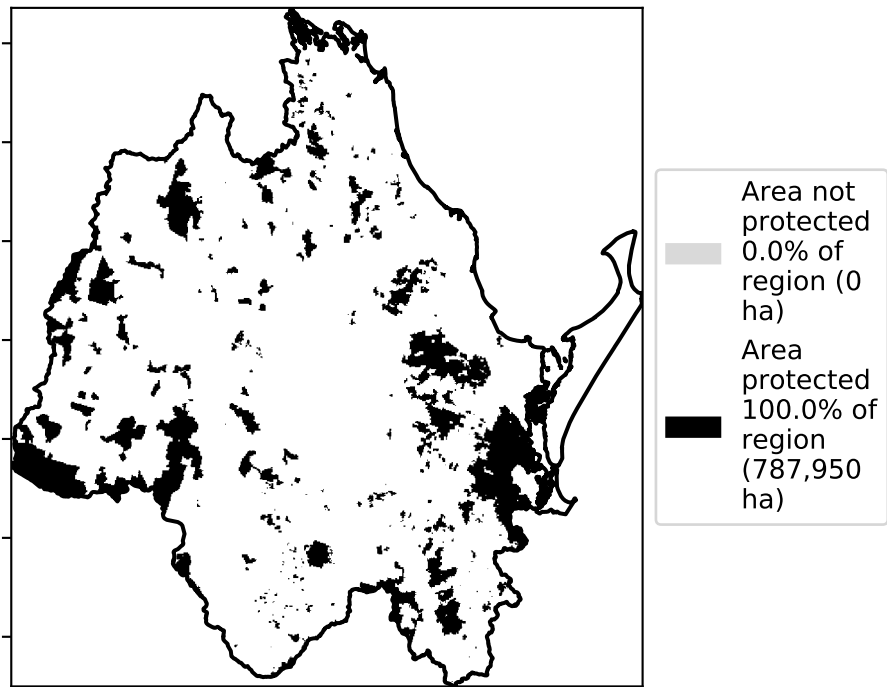 Area not
protected
0.0% of
region (0
ha)
Area
protected
100.0% of
region
(787,950
ha)